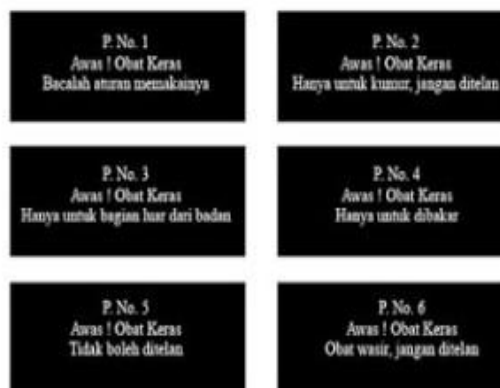 P. No. 1
Awas ! Obat Keras
Bacalah aturan memakainya
P. No. 2
Awas ! Obat Keras
Hanya untuk kumur, jangan ditelan
P. No. 3
Awas ! Obat Keras
Hanya untuk bagian luar dari badan
P. No. 4
Awas ! Obat Keras
Hanya untuk dibakar
P. No. 5
Awas ! Obat Keras
Tidak boleh ditelan
P. No. 6
Awas ! Obat Keras
Obat wasir, jangan ditelan